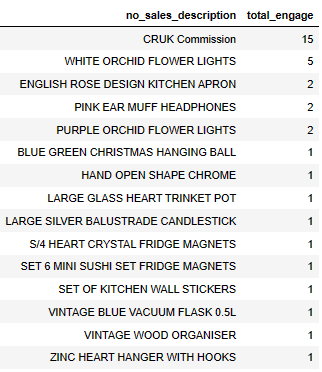 no_sales_description total_engage
CRUK Commission 15
WHITE ORCHID FLOWER LIGHTS 5
ENGLISH ROSE DESIGN KITCHEN APRON 2
PINK EAR MUFF HEADPHONES 2
PURPLE ORCHID FLOWER LIGHTS 2
BLUE GREEN CHRISTMAS HANGING BALL 1
HAND OPEN SHAPE CHROME 1
LARGE GLASS HEART TRINKET POT 1
LARGE SILVER BALUSTRADE CANDLESTICK 1
S/4 HEART CRYSTAL FRIDGE MAGNETS 1
SET 6 MINI SUSHI SET FRIDGE MAGNETS 1
SET OF KITCHEN WALL STICKERS 1
VINTAGE BLUE VACUUM FLASK 0.5L 1
VINTAGE WOOD ORGANISER 1
ZINC HEART HANGER WITH HOOKS 1